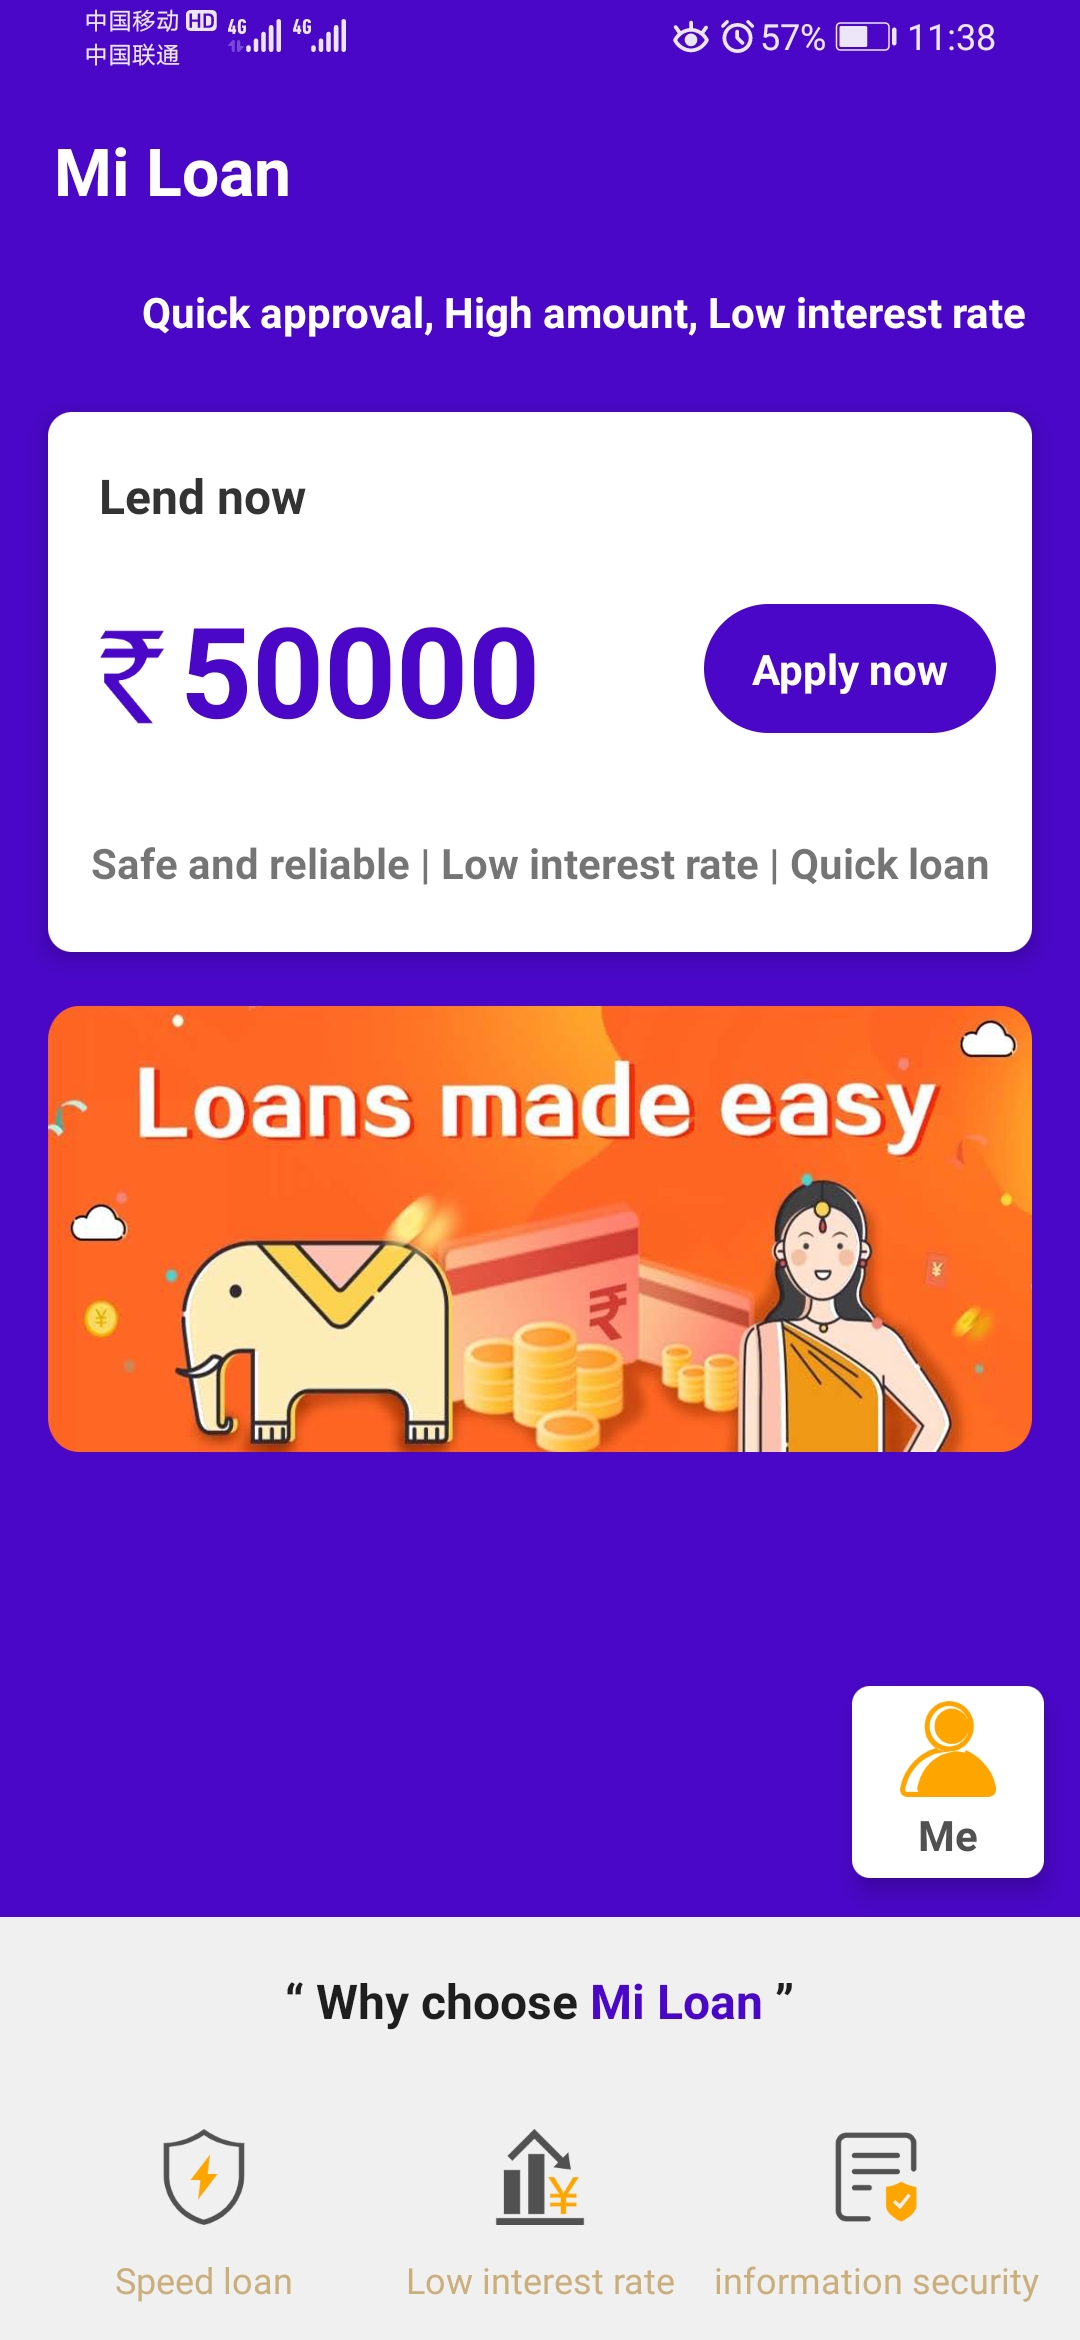 中国移动 HD 4G 4G 57% 11:38
中国联通
Mi Loan
Quick approval, High amount, Low interest rate
Lend now
₹50000
Apply now
Safe and reliable | Low interest rate | Quick loan
Loans made easy
₹
¥
¥
Me
“ Why choose Mi Loan ”
¥
Speed loan
Low interest rate
information security